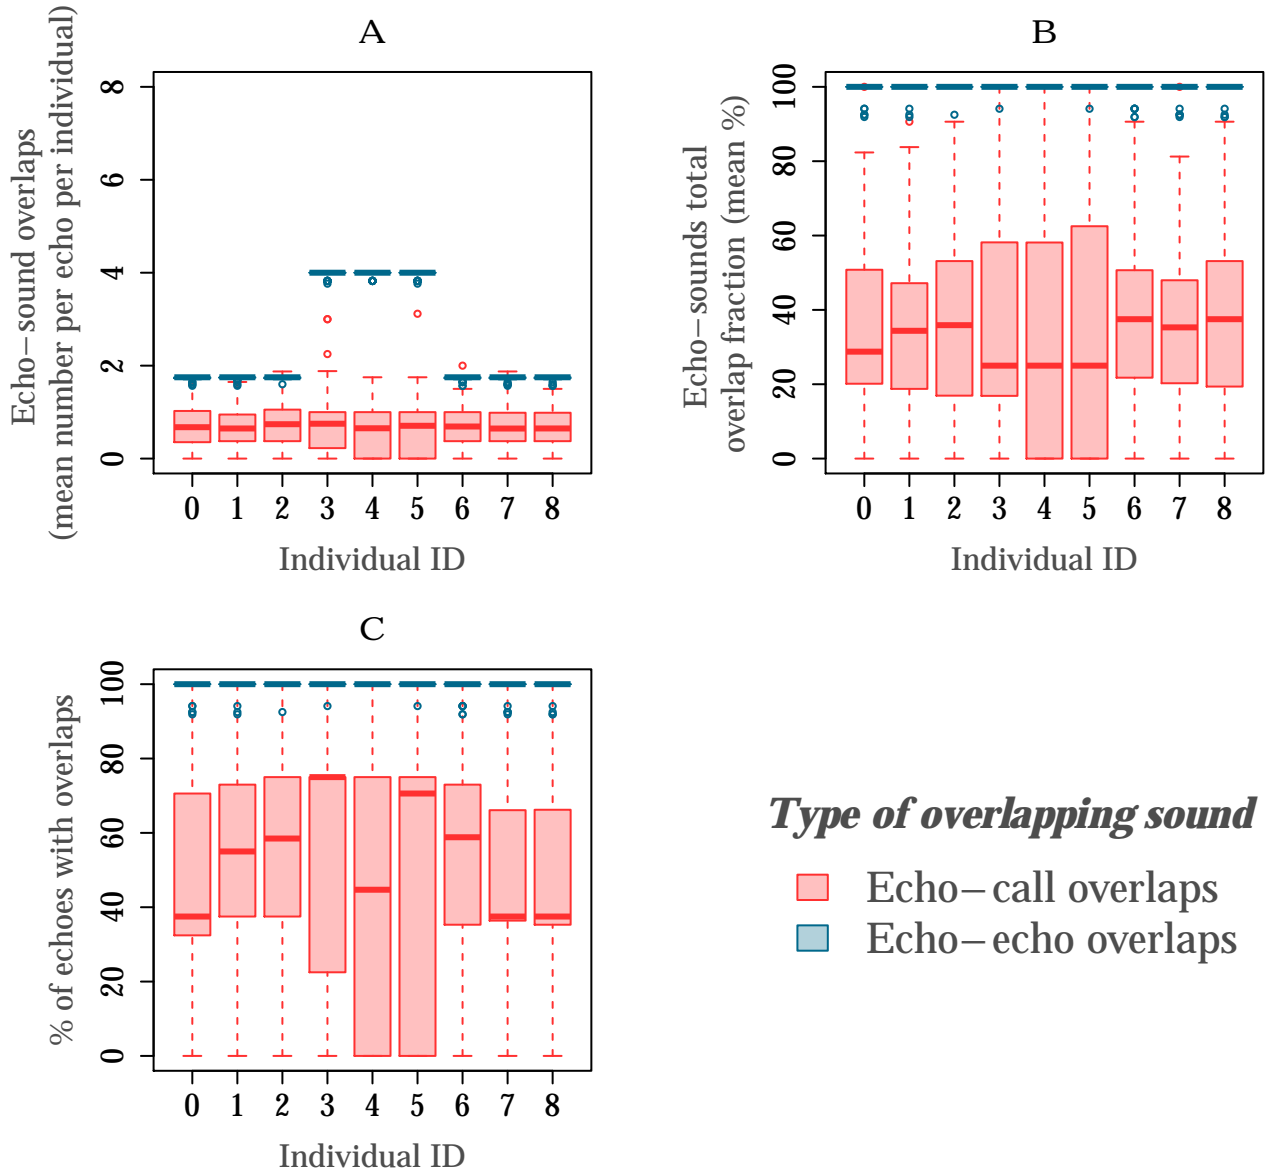 A
Echo−sound overlaps
(mean number per echo per individual)
8
6
4
2
0
0 1 2 3 4 5 6 7 8
Individual ID
B
Echo−sounds total
overlap fraction (mean %)
100
80
60
40
20
0
0 1 2 3 4 5 6 7 8
Individual ID
C
% of echoes with overlaps
100
80
60
40
20
0
0 1 2 3 4 5 6 7 8
Individual ID
Type of overlapping sound
Echo−call overlaps
Echo−echo overlaps